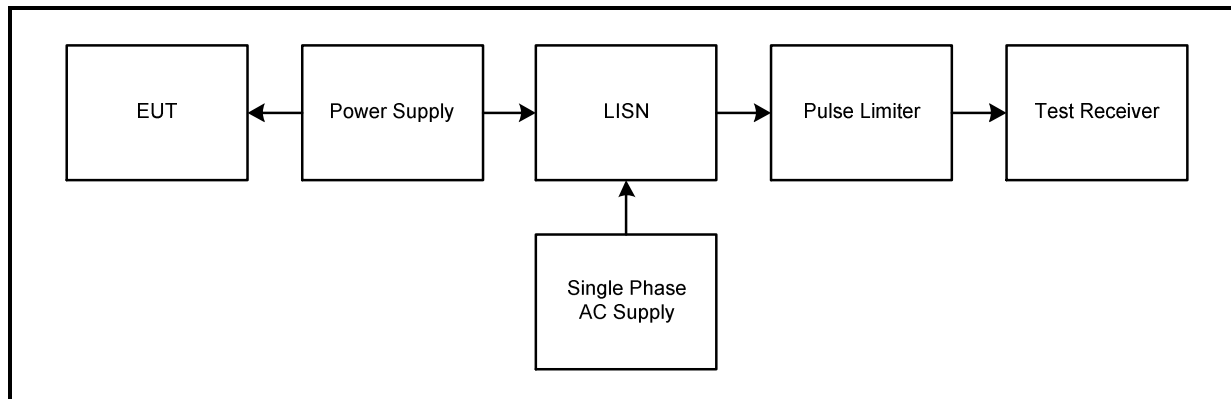 EUT
Power Supply
LISN
Pulse Limiter
Test Receiver
Single Phase
AC Supply